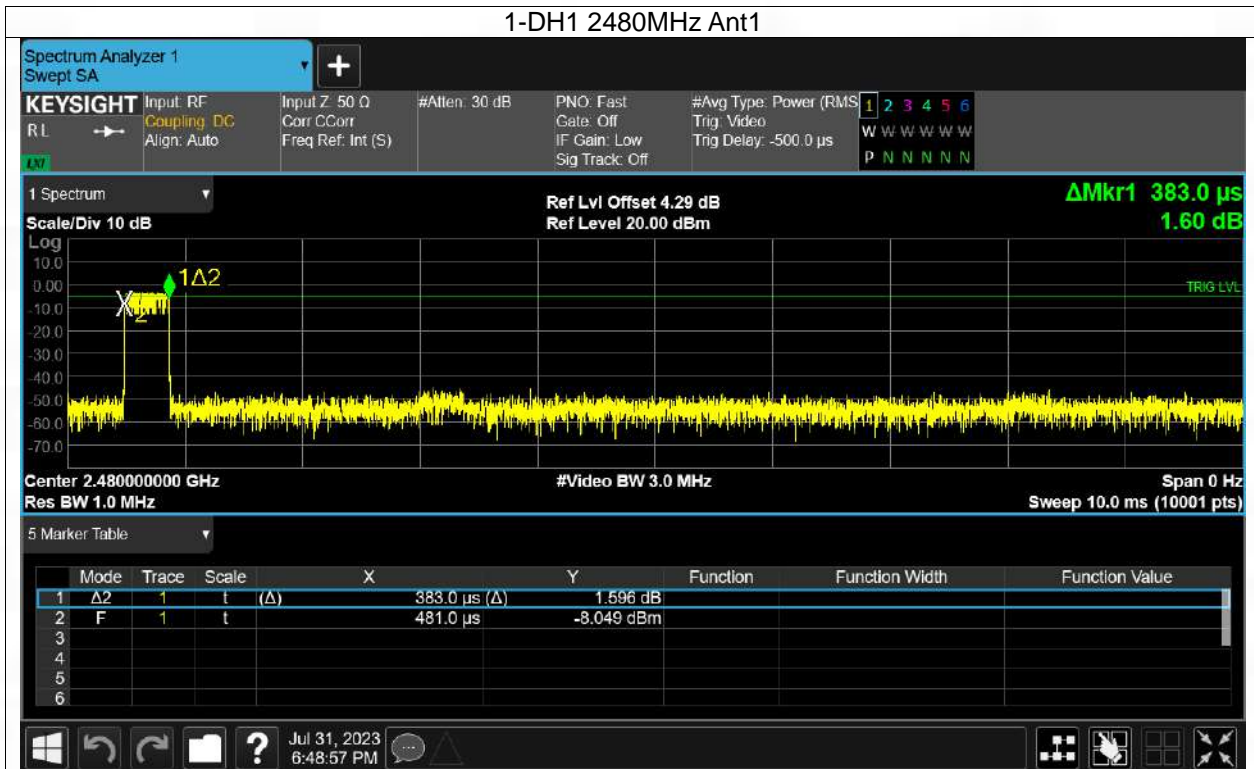 1-DH1 2480MHz Ant1
Spectrum Analyzer 1
Swept SA
+
KEYSIGHT Input: RF Input Z: 50 Ω #Atten: 30 dB PNO: Fast #Avg Type: Power (RMS 1 2 3 4 5 6
RL Coupling: DC Corr CCorr Gate: Off Trig: Video W W W W W W
Align: Auto Freq Ref: Int (S) IF Gain: Low Trig Delay: -500.0 µs P N N N N N
LXI Sig Track: Off
1 Spectrum Ref Lvl Offset 4.29 dB ΔMkr1 383.0 µs
Scale/Div 10 dB Ref Level 20.00 dBm 1.60 dB
Log
10.0
0.00 1Δ2 TRIG LVL
-10.0 X 2
-20.0
-30.0
-40.0
-50.0
-60.0
-70.0
Center 2.480000000 GHz #Video BW 3.0 MHz Span 0 Hz
Res BW 1.0 MHz Sweep 10.0 ms (10001 pts)
5 Marker Table
Mode Trace Scale X Y Function Function Width Function Value
1 Δ2 1 t (Δ) 383.0 µs (Δ) 1.596 dB
2 F 1 t 481.0 µs -8.049 dBm
3
4
5
6
? Jul 31, 2023
6:48:57 PM